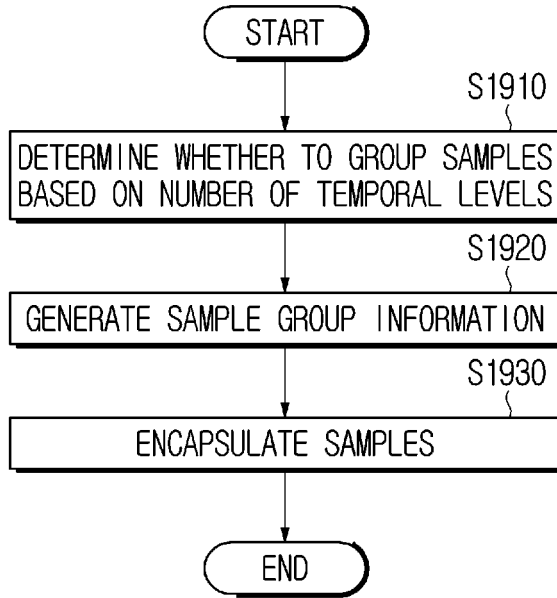 START
S1910
DETERMINE WHETHER TO GROUP SAMPLES
BASED ON NUMBER OF TEMPORAL LEVELS
S1920
GENERATE SAMPLE GROUP INFORMATION
S1930
ENCAPSULATE SAMPLES
END